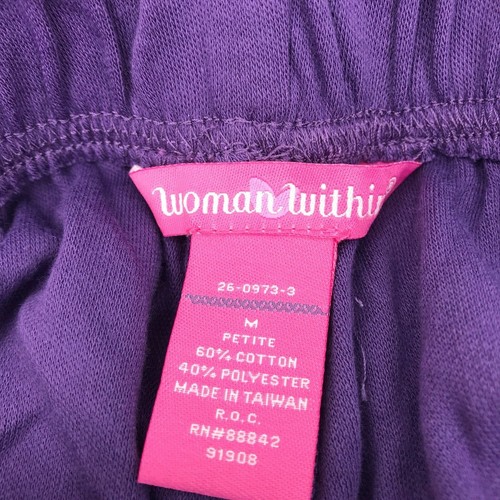 woman within
26-0973-3
M
PETITE
60% COTTON
40% POLYESTER
MADE IN TAIWAN
R.O.C.
RN#88842
91908